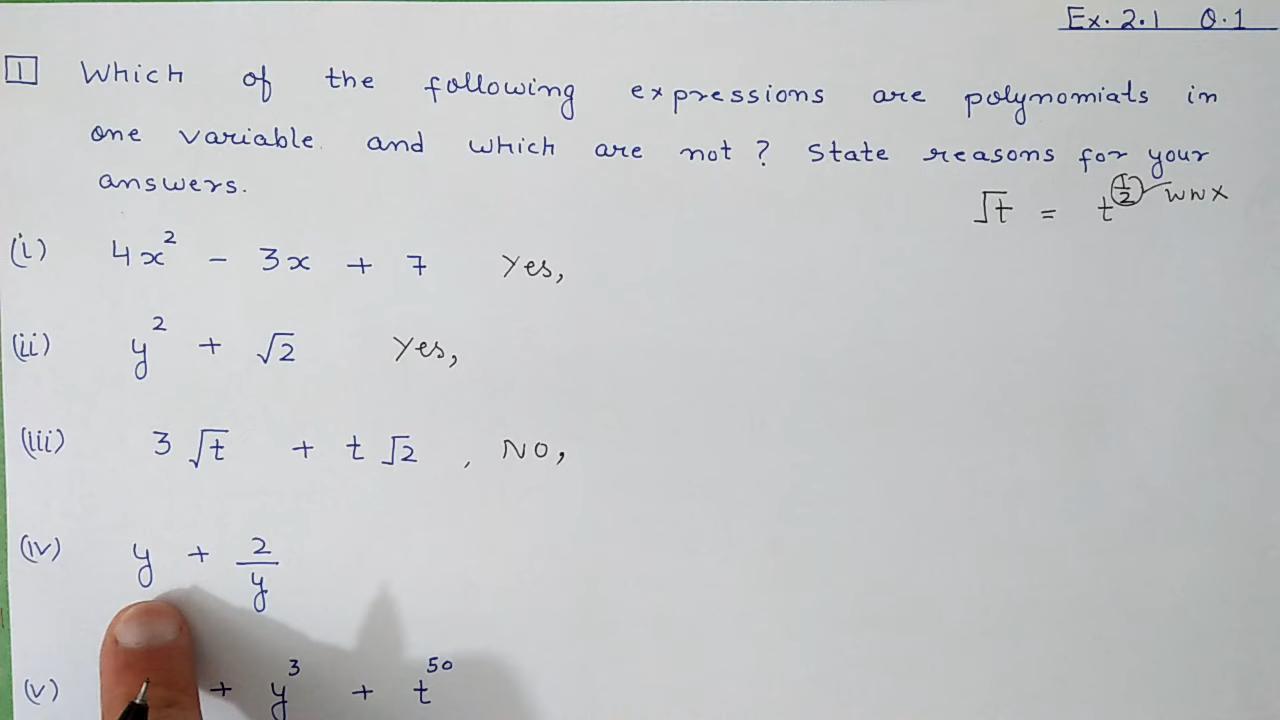 Ex. 2.1 Q.1
1 Which of the following expressions are polynomials in
one variable and which are not? State reasons for your
answers.
√t = t^(1/2) WN X
(i) 4x² - 3x + 7 Yes,
(ii) y² + √2 Yes,
(iii) 3√t + t√2 , NO,
(iv) y + 2/y
(v) + y³ + t⁵⁰